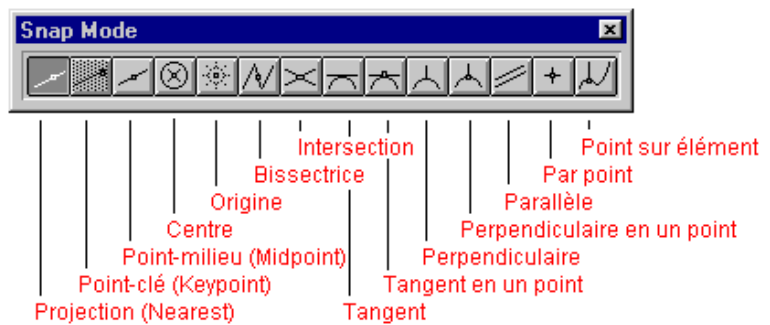 Snap Mode
Intersection
Point sur élément
Bissectrice
Par point
Origine
Parallèle
Centre
Perpendiculaire en un point
Point-milieu (Midpoint)
Perpendiculaire
Point-clé (Keypoint)
Tangent en un point
Projection (Nearest)
Tangent